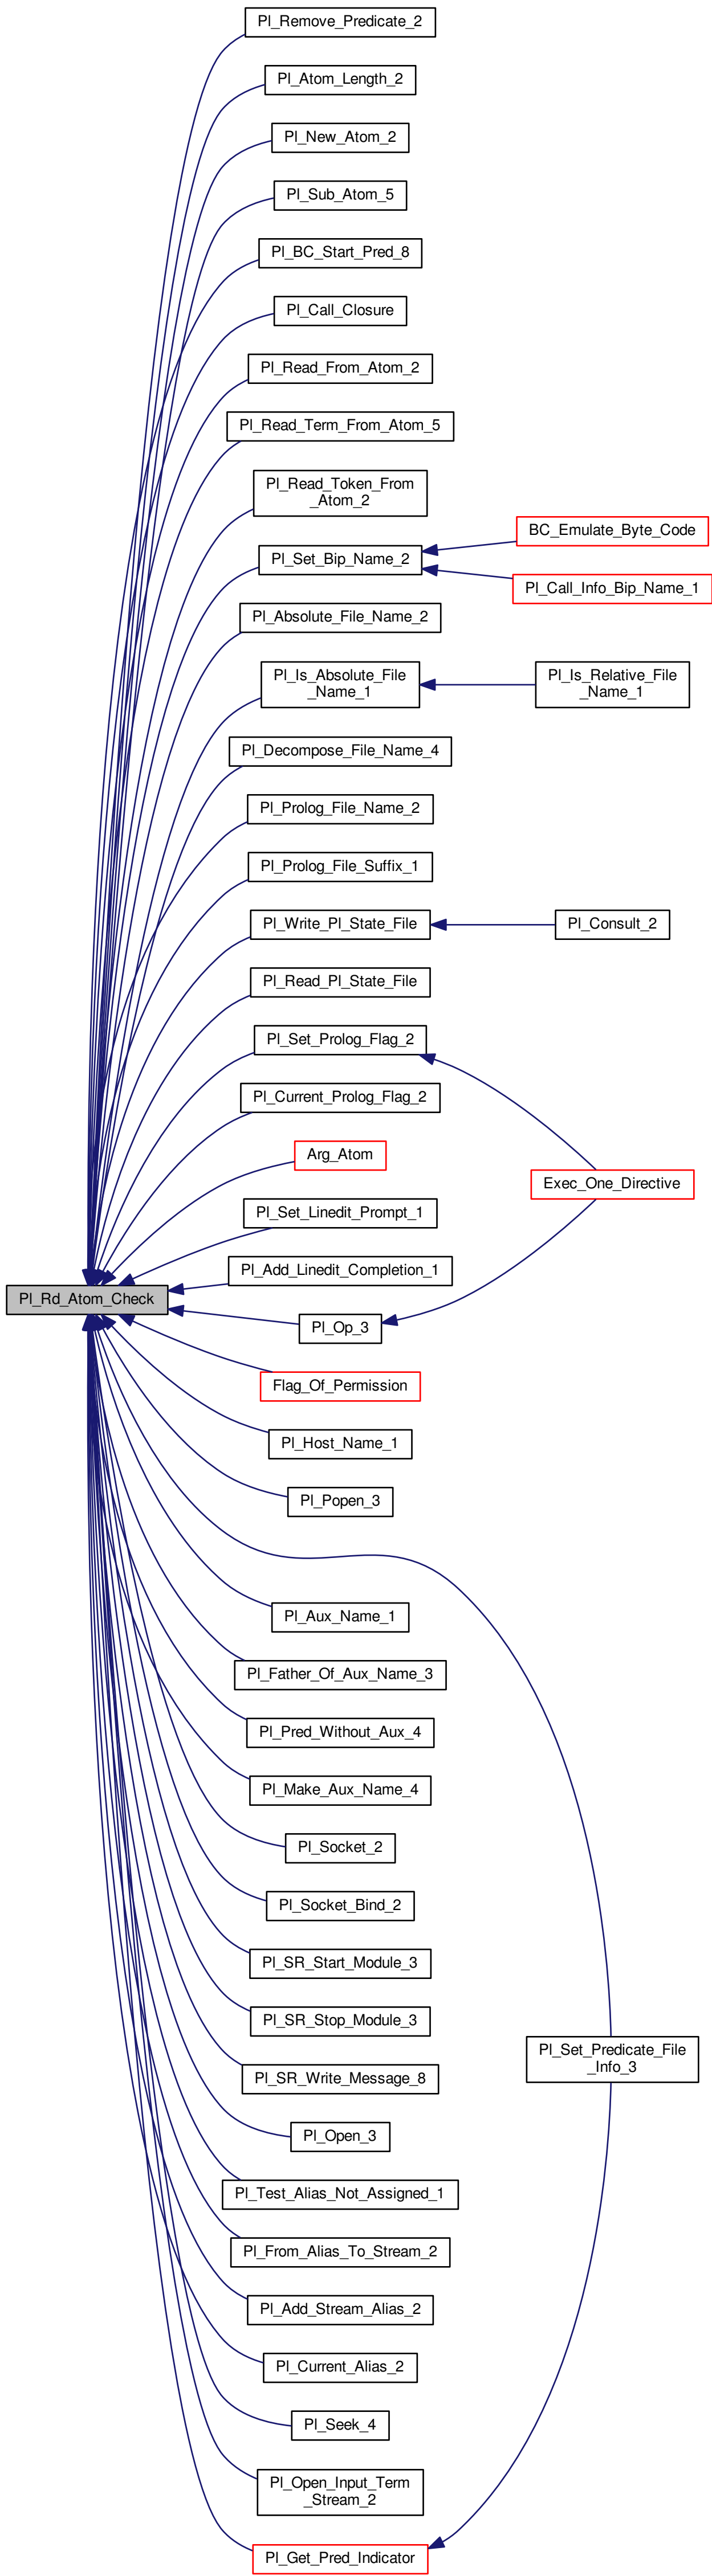 Pl_Remove_Predicate_2
Pl_Atom_Length_2
Pl_New_Atom_2
Pl_Sub_Atom_5
Pl_BC_Start_Pred_8
Pl_Call_Closure
Pl_Read_From_Atom_2
Pl_Read_Term_From_Atom_5
Pl_Read_Token_From
_Atom_2
BC_Emulate_Byte_Code
Pl_Set_Bip_Name_2
Pl_Call_Info_Bip_Name_1
Pl_Absolute_File_Name_2
Pl_Is_Absolute_File
_Name_1
Pl_Is_Relative_File
_Name_1
Pl_Decompose_File_Name_4
Pl_Prolog_File_Name_2
Pl_Prolog_File_Suffix_1
Pl_Write_Pl_State_File
Pl_Consult_2
Pl_Read_Pl_State_File
Pl_Set_Prolog_Flag_2
Pl_Current_Prolog_Flag_2
Arg_Atom
Exec_One_Directive
Pl_Set_Linedit_Prompt_1
Pl_Add_Linedit_Completion_1
Pl_Rd_Atom_Check
Pl_Op_3
Flag_Of_Permission
Pl_Host_Name_1
Pl_Popen_3
Pl_Aux_Name_1
Pl_Father_Of_Aux_Name_3
Pl_Pred_Without_Aux_4
Pl_Make_Aux_Name_4
Pl_Socket_2
Pl_Socket_Bind_2
Pl_SR_Start_Module_3
Pl_SR_Stop_Module_3
Pl_Set_Predicate_File
_Info_3
Pl_SR_Write_Message_8
Pl_Open_3
Pl_Test_Alias_Not_Assigned_1
Pl_From_Alias_To_Stream_2
Pl_Add_Stream_Alias_2
Pl_Current_Alias_2
Pl_Seek_4
Pl_Open_Input_Term
_Stream_2
Pl_Get_Pred_Indicator